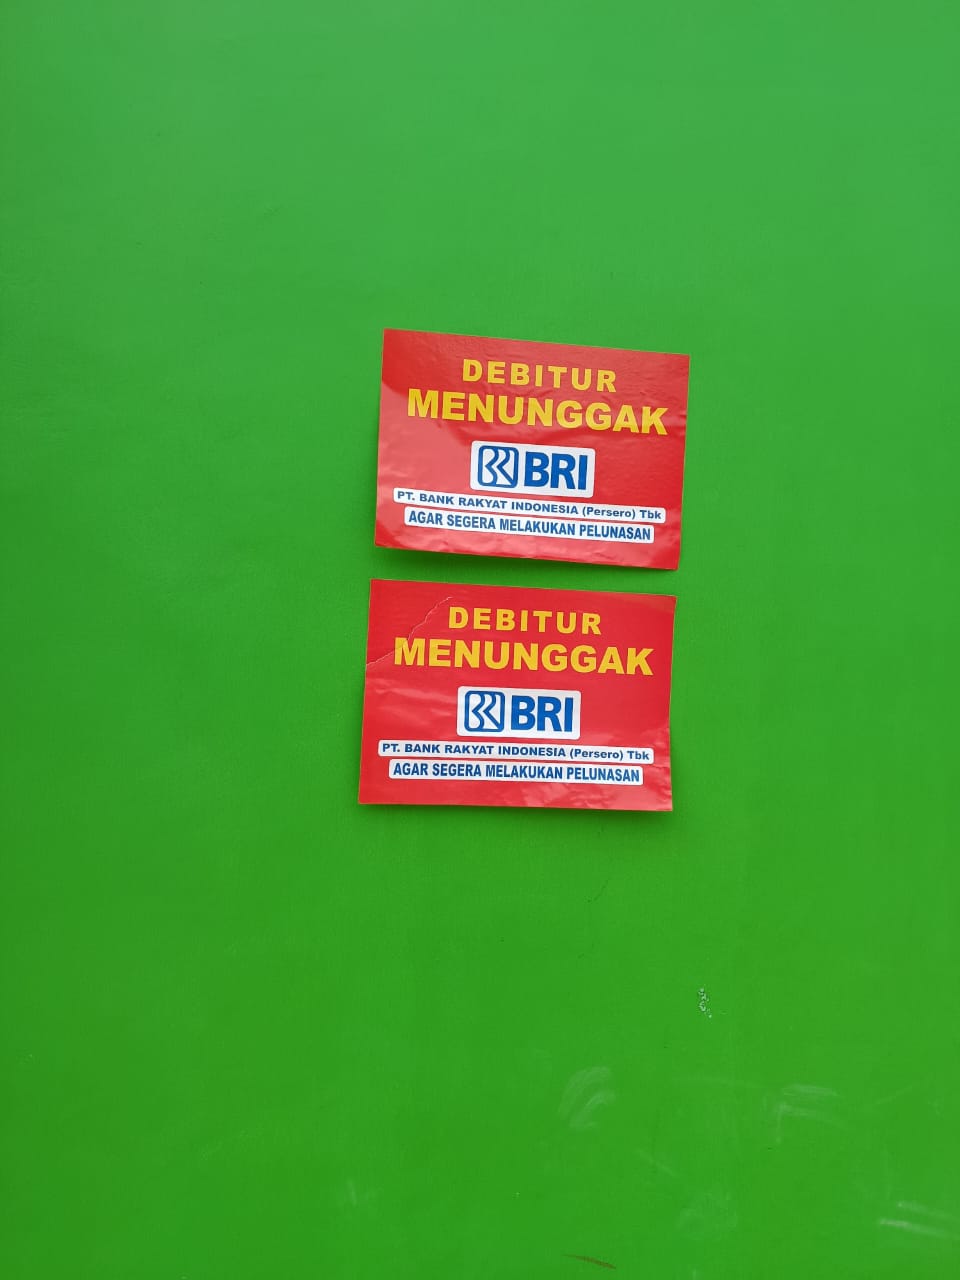 DEBITUR
MENUNGGAK
BRI
PT. BANK RAKYAT INDONESIA (Persero) Tbk
AGAR SEGERA MELAKUKAN PELUNASAN
DEBITUR
MENUNGGAK
BRI
PT. BANK RAKYAT INDONESIA (Persero) Tbk
AGAR SEGERA MELAKUKAN PELUNASAN